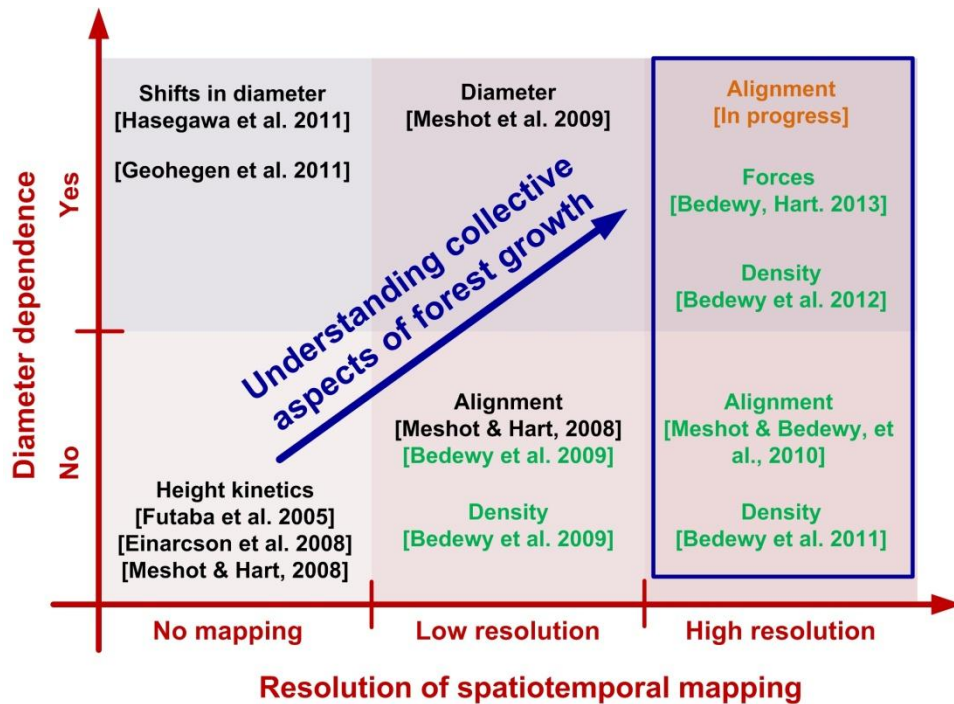 Diameter dependence
Yes
No
Shifts in diameter
[Hasegawa et al. 2011]
[Geohegen et al. 2011]
Diameter
[Meshot et al. 2009]
Alignment
[In progress]
Forces
[Bedewy, Hart. 2013]
Density
[Bedewy et al. 2012]
Understanding collective
aspects of forest growth
Height kinetics
[Futaba et al. 2005]
[Einarcson et al. 2008]
[Meshot & Hart, 2008]
Alignment
[Meshot & Hart, 2008]
[Bedewy et al. 2009]
Density
[Bedewy et al. 2009]
Alignment
[Meshot & Bedewy, et
al., 2010]
Density
[Bedewy et al. 2011]
No mapping
Low resolution
High resolution
Resolution of spatiotemporal mapping